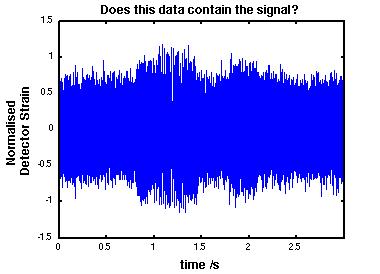 Does this data contain the signal?
1.5
1
0.5
0
-0.5
-1
-1.5
Normalised
Detector Strain
0 0.5 1 1.5 2 2.5
time /s